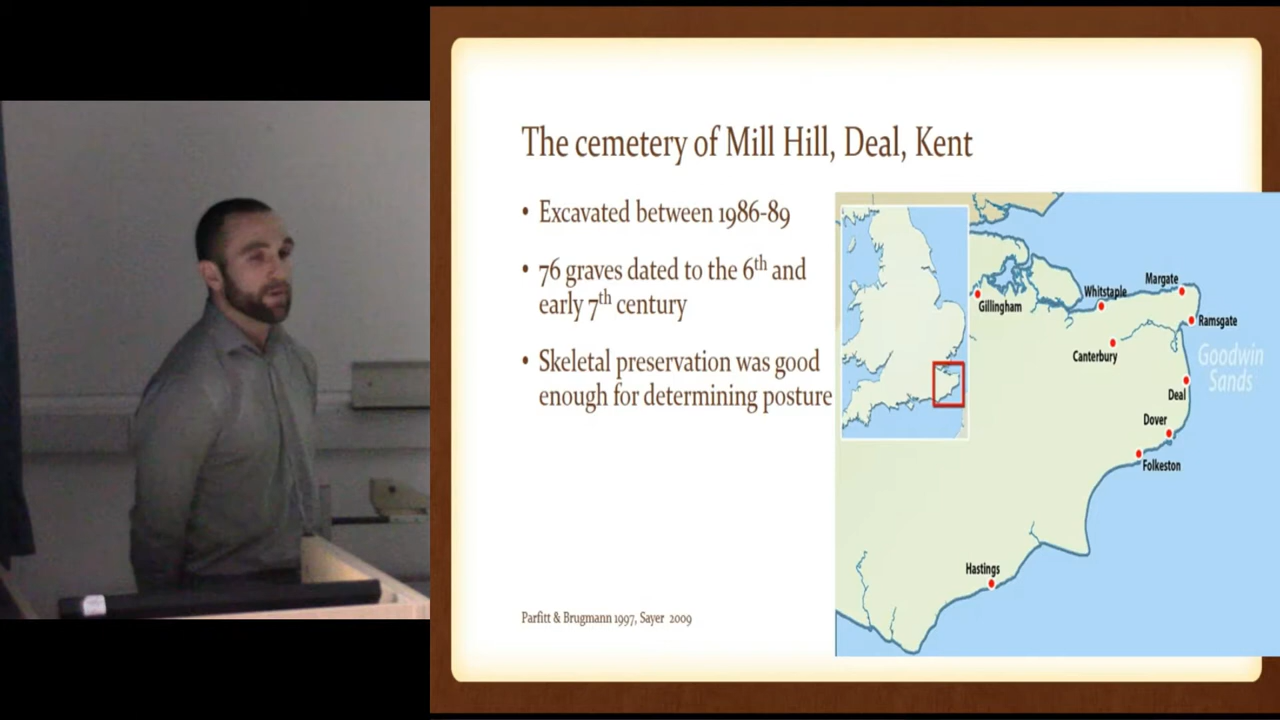 The cemetery of Mill Hill, Deal, Kent
• Excavated between 1986-89
• 76 graves dated to the 6th and
early 7th century
• Skeletal preservation was good
enough for determining posture
Parfitt & Brugmann 1997, Sayer 2009
Gillingham
Whitstaple
Margate
Ramsgate
Canterbury
Goodwin
Sands
Deal
Dover
Folkeston
Hastings